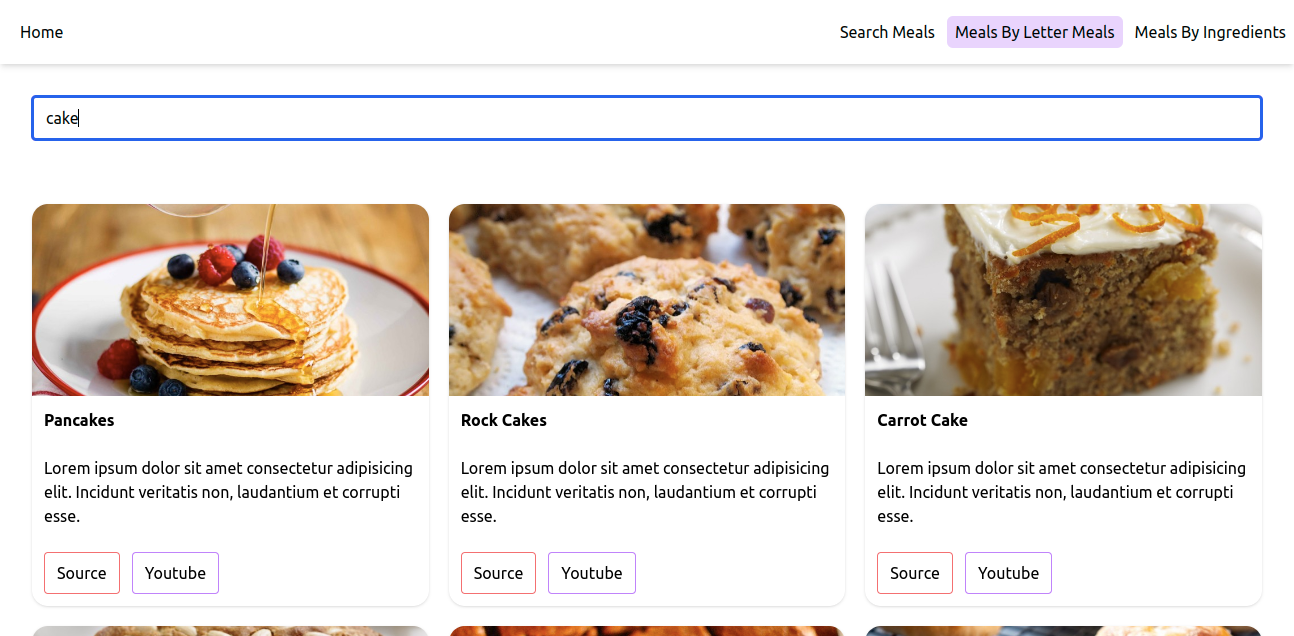 Home
Search Meals
Meals By Letter Meals
Meals By Ingredients
cake
Pancakes
Lorem ipsum dolor sit amet consectetur adipisicing
elit. Incidunt veritatis non, laudantium et corrupti
esse.
Source
Youtube
Rock Cakes
Lorem ipsum dolor sit amet consectetur adipisicing
elit. Incidunt veritatis non, laudantium et corrupti
esse.
Source
Youtube
Carrot Cake
Lorem ipsum dolor sit amet consectetur adipisicing
elit. Incidunt veritatis non, laudantium et corrupti
esse.
Source
Youtube